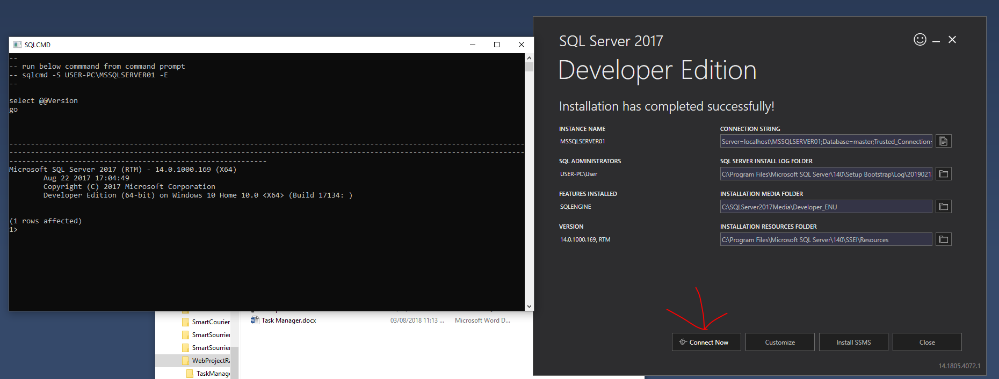 SQLCMD
--
-- run below commmand from command prompt
-- sqlcmd -S USER-PC\MSSQLSERVER01 -E
--
select @@Version
go
------------------------------------------------------------------------------------------------------------------------
------------------------------------------------------------------------------------------------------------------------
------------------------------------------------------------
Microsoft SQL Server 2017 (RTM) - 14.0.1000.169 (X64)
Aug 22 2017 17:04:49
Copyright (C) 2017 Microsoft Corporation
Developer Edition (64-bit) on Windows 10 Home 10.0 <X64> (Build 17134: )
(1 rows affected)
1>
SmartCourier
SmartSourrier
SmartSourrier
WebProjectRa
TaskManage
Task Manager.docx 03/08/2018 11:13 ... Microsoft Word D...
SQL Server 2017
Developer Edition
Installation has completed successfully!
INSTANCE NAME
MSSQLSERVER01
CONNECTION STRING
Server=localhost\MSSQLSERVER01;Database=master;Trusted_Connection=
SQL ADMINISTRATORS
USER-PC\User
SQL SERVER INSTALL LOG FOLDER
C:\Program Files\Microsoft SQL Server\140\Setup Bootstrap\Log\2019021
FEATURES INSTALLED
SQLENGINE
INSTALLATION MEDIA FOLDER
C:\SQLServer2017Media\Developer_ENU
VERSION
14.0.1000.169, RTM
INSTALLATION RESOURCES FOLDER
C:\Program Files\Microsoft SQL Server\140\SSEI\Resources
Connect Now
Customize
Install SSMS
Close
14.1805.4072.1